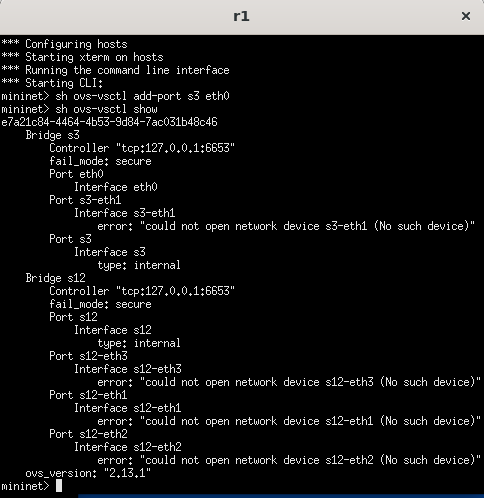 r1
*** Configuring hosts
*** Starting xterm on hosts
*** Running the command line interface
*** Starting CLI:
mininet> sh ovs-vsctl add-port s3 eth0
mininet> sh ovs-vsctl show
e7a21c84-4464-4b53-9d84-7ac031b48c46
    Bridge s3
        Controller "tcp:127.0.0.1:6653"
        fail_mode: secure
        Port eth0
            Interface eth0
        Port s3-eth1
            Interface s3-eth1
                error: "could not open network device s3-eth1 (No such device)"
        Port s3
            Interface s3
                type: internal
    Bridge s12
        Controller "tcp:127.0.0.1:6653"
        fail_mode: secure
        Port s12
            Interface s12
                type: internal
        Port s12-eth3
            Interface s12-eth3
                error: "could not open network device s12-eth3 (No such device)"
        Port s12-eth1
            Interface s12-eth1
                error: "could not open network device s12-eth1 (No such device)"
        Port s12-eth2
            Interface s12-eth2
                error: "could not open network device s12-eth2 (No such device)"
    ovs_version: "2.13.1"
mininet>